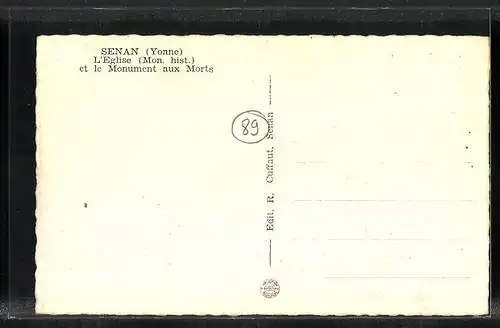 SENAN (Yonne)
L'Eglise (Mon. hist.)
et le Monument aux Morts
89
Edit. R. Cuffaut, Senan